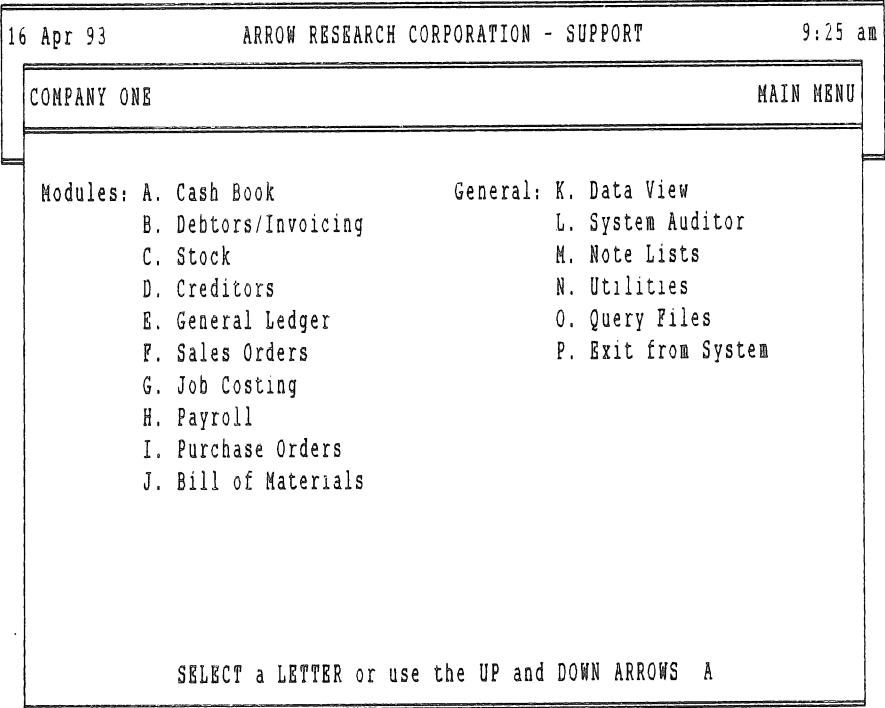 16 Apr 93 ARROW RESEARCH CORPORATION - SUPPORT 9:25 am
COMPANY ONE MAIN MENU
Modules: A. Cash Book General: K. Data View
B. Debtors/Invoicing L. System Auditor
C. Stock M. Note Lists
D. Creditors N. Utilities
E. General Ledger O. Query Files
F. Sales Orders P. Exit from System
G. Job Costing
H. Payroll
I. Purchase Orders
J. Bill of Materials
SELECT a LETTER or use the UP and DOWN ARROWS A